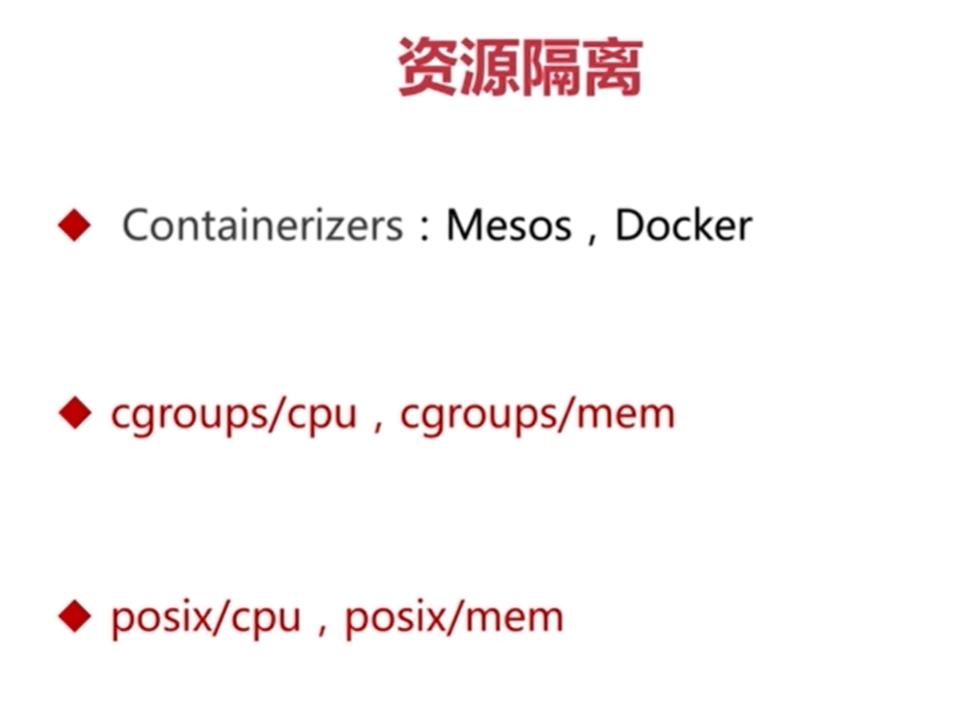 资源隔离
Containerizers：Mesos，Docker
cgroups/cpu，cgroups/mem
posix/cpu，posix/mem